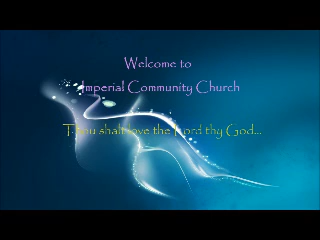 Welcome to
Imperial Community Church
Thou shalt love the Lord thy God...